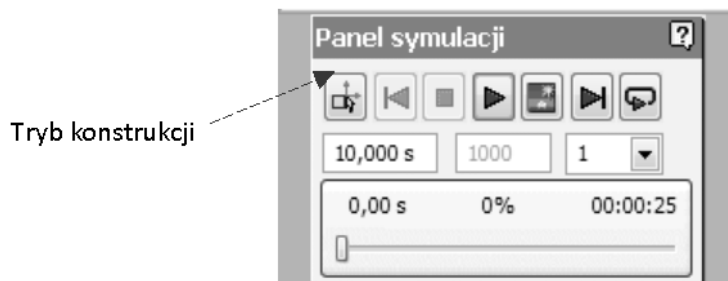 Panel symulacji ?
Tryb konstrukcji
10,000 s 1000 1
0,00 s 0% 00:00:25